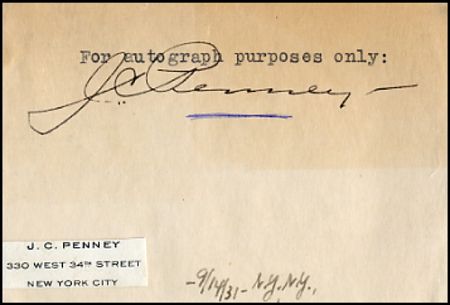 For autograph purposes only:
J C Penney
J. C. PENNEY
330 WEST 34TH STREET
NEW YORK CITY
-9/14/31- N.Y., N.Y.,